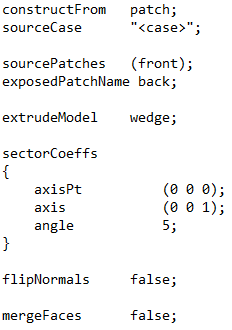 constructFrom   patch;
sourceCase      "<case>";
sourcePatches   (front);
exposedPatchName back;
extrudeModel    wedge;
sectorCoeffs
{
    axisPt          (0 0 0);
    axis            (0 0 1);
    angle           5;
}
flipNormals     false;
mergeFaces      false;